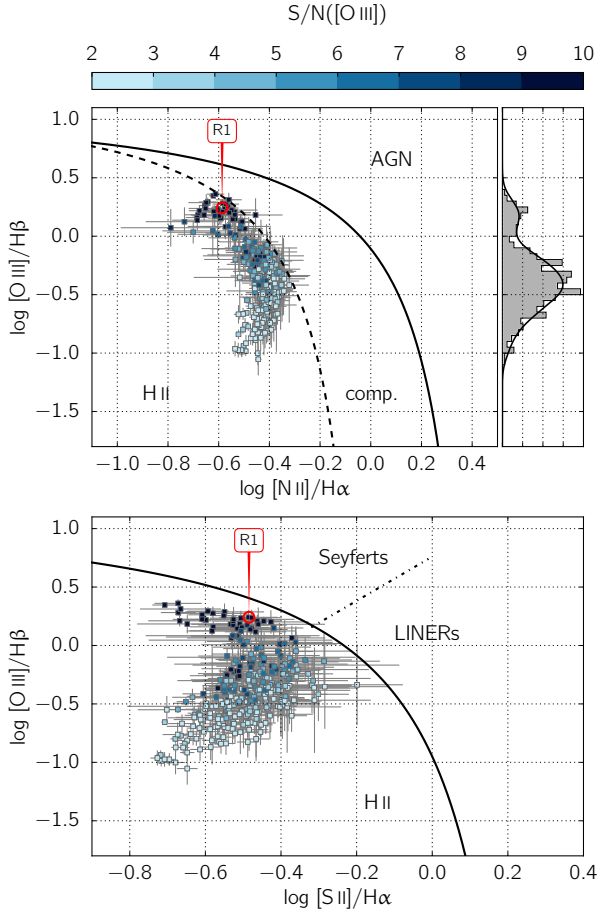 S/N([O III])
2 3 4 5 6 7 8 9 10
1.0
0.5
0.0
−0.5
−1.0
−1.5
log [O III]/Hβ
R1
AGN
H II
comp.
−1.0 −0.8 −0.6 −0.4 −0.2 0.0 0.2 0.4
log [N II]/Hα
1.0
0.5
0.0
−0.5
−1.0
−1.5
log [O III]/Hβ
R1
Seyferts
LINERs
H II
−0.8 −0.6 −0.4 −0.2 0.0 0.2 0.4
log [S II]/Hα